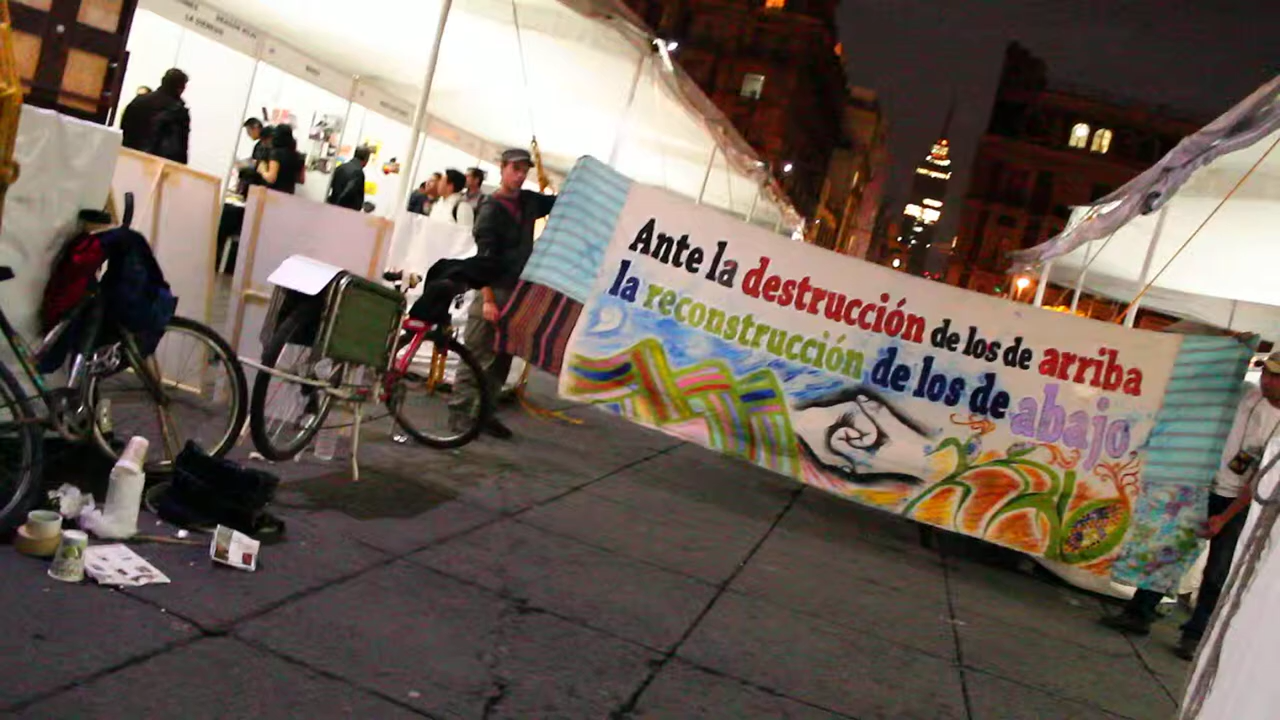 Ante la destrucción de los de arriba
la reconstrucción de los de abajo